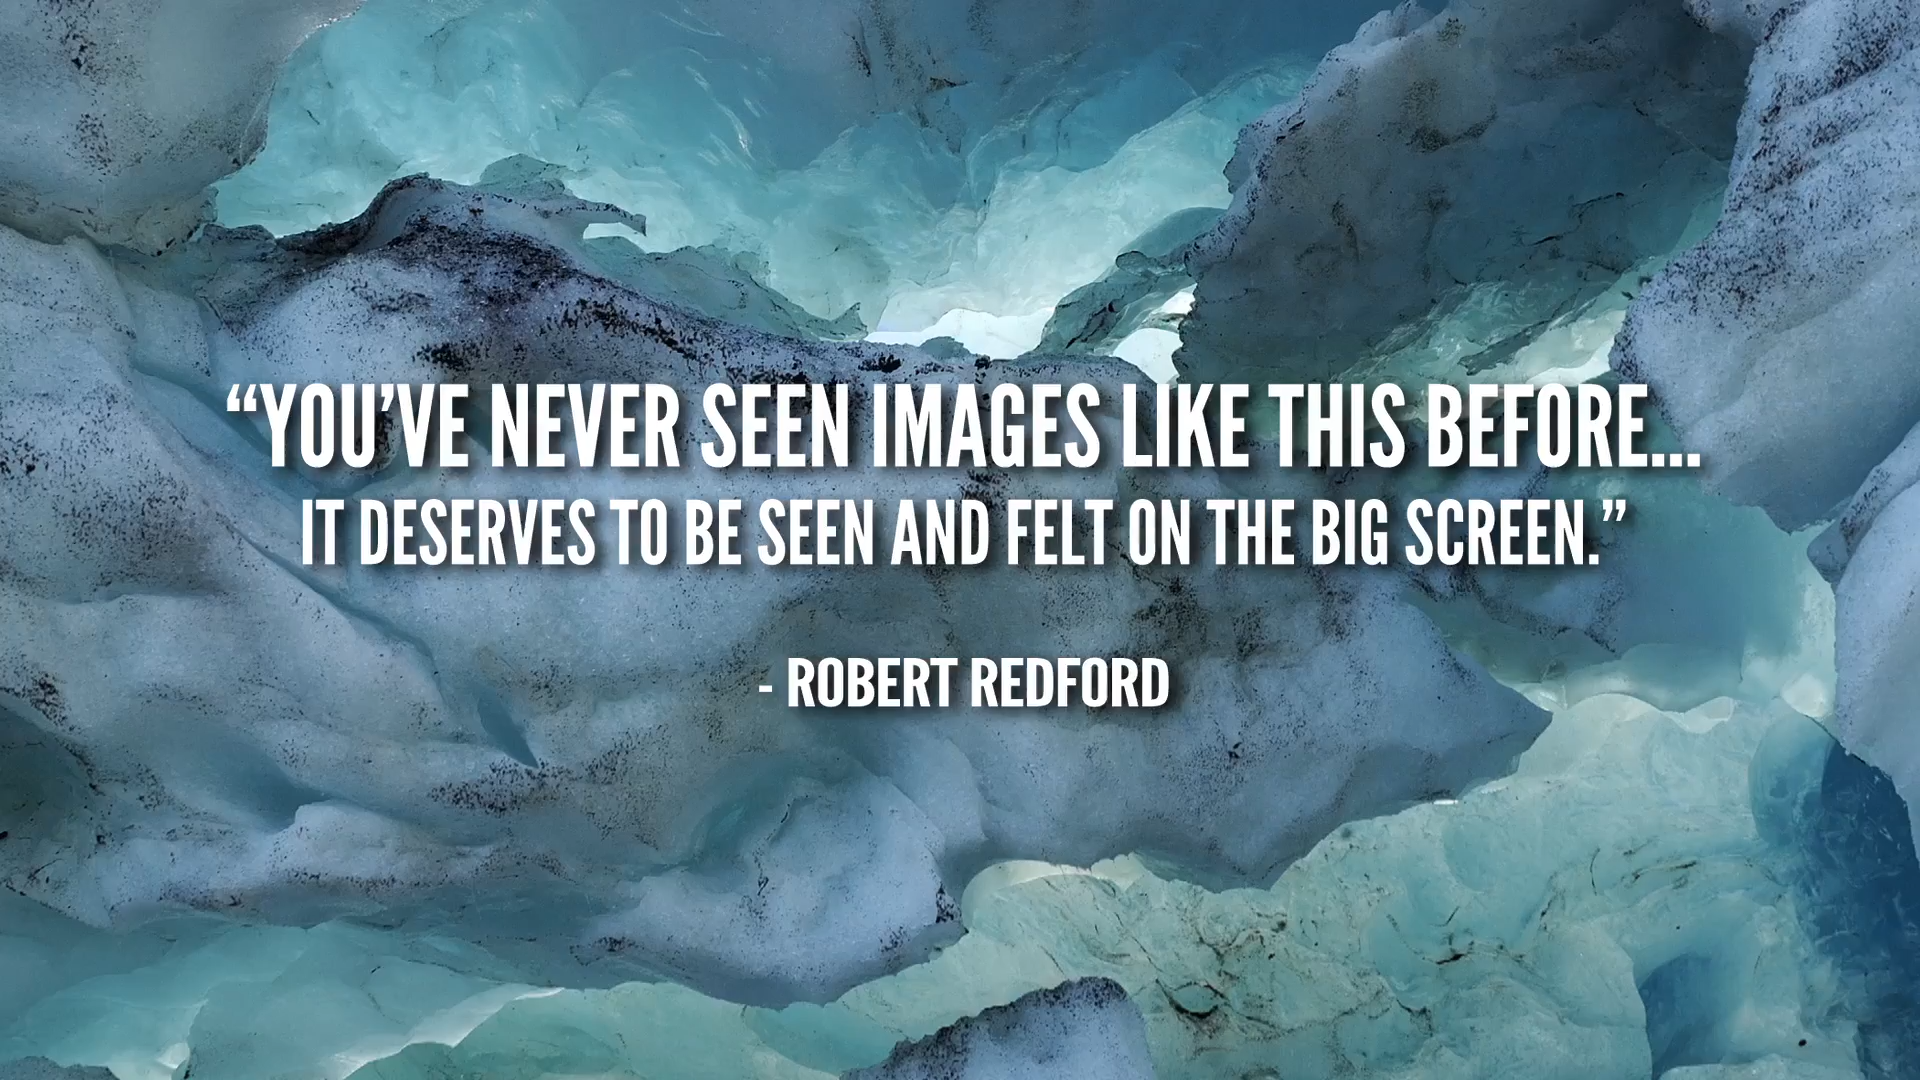 “YOU’VE NEVER SEEN IMAGES LIKE THIS BEFORE...
IT DESERVES TO BE SEEN AND FELT ON THE BIG SCREEN.”
- ROBERT REDFORD